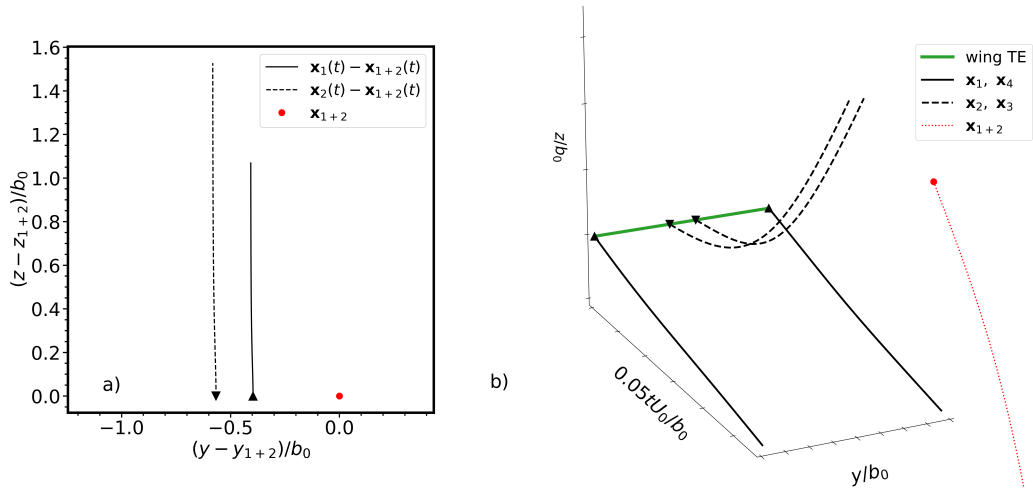 1.6
1.4
1.2
1.0
0.8
0.6
0.4
0.2
0.0
(z − z₁₊₂)/b₀
−1.0
−0.5
0.0
(y − y₁₊₂)/b₀
a)
x₁(t) − x₁₊₂(t)
x₂(t) − x₁₊₂(t)
x₁₊₂
b)
z/b₀
0.05tU₀/b₀
y/b₀
wing TE
x₁, x₄
x₂, x₃
x₁₊₂